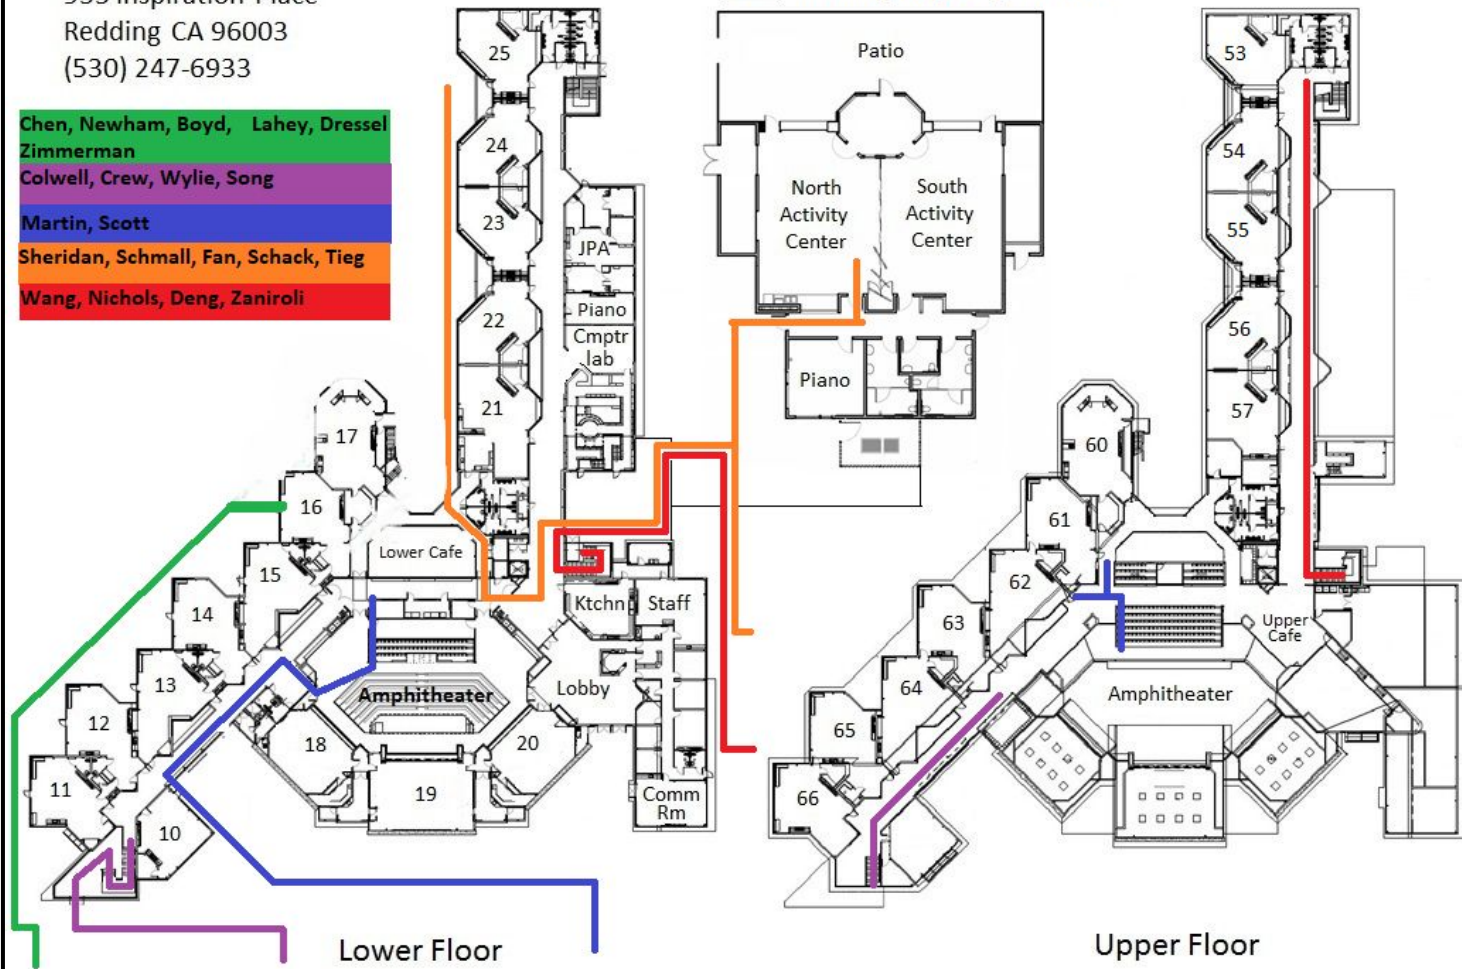 Redding CA 96003
(530) 247-6933
Chen, Newham, Boyd, Lahey, Dressel
Zimmerman
Colwell, Crew, Wylie, Song
Martin, Scott
Sheridan, Schmall, Fan, Schack, Tieg
Wang, Nichols, Deng, Zaniroli
25
24
23
22
21
JPA
Piano
Cmptr
lab
17
16
15
14
13
12
11
10
Lower Cafe
Ktchn
Staff
Lobby
Amphitheater
18
19
20
Comm
Rm
Lower Floor
Patio
North
Activity
Center
South
Activity
Center
Piano
53
54
55
56
57
60
61
62
63
64
65
66
Upper
Cafe
Amphitheater
Upper Floor